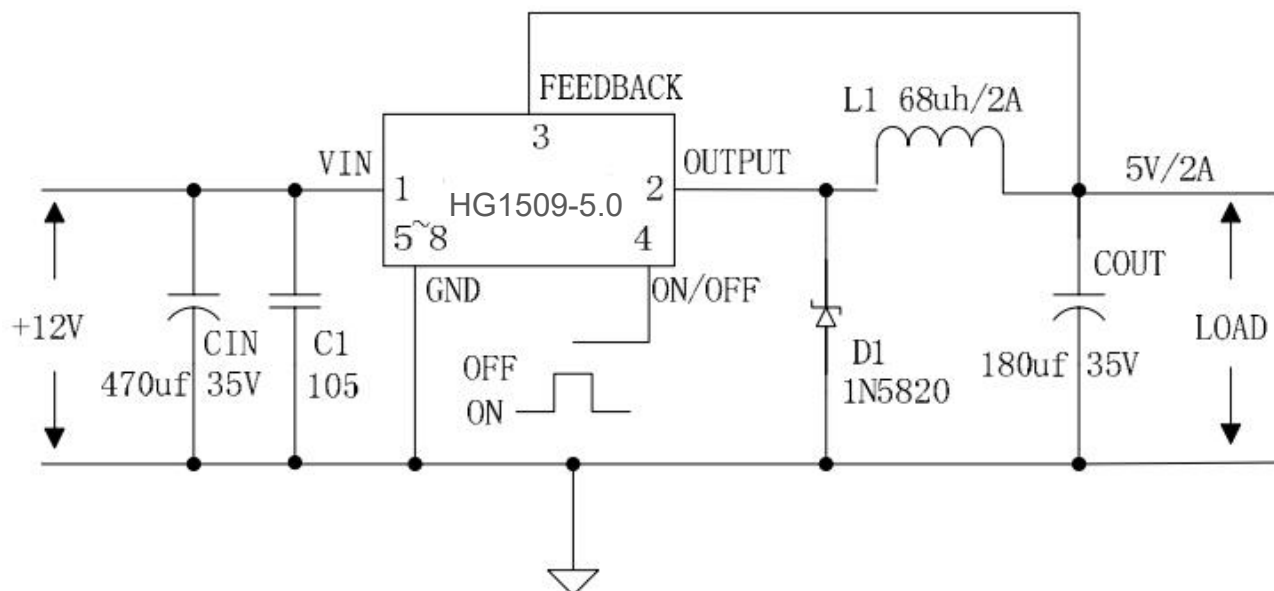 FEEDBACK
L1 68uh/2A
3
VIN
OUTPUT
5V/2A
1
HG1509-5.0
2
5~8
4
GND
ON/OFF
COUT
+12V
CIN
C1
LOAD
470uf 35V
105
OFF
D1
180uf 35V
ON
1N5820